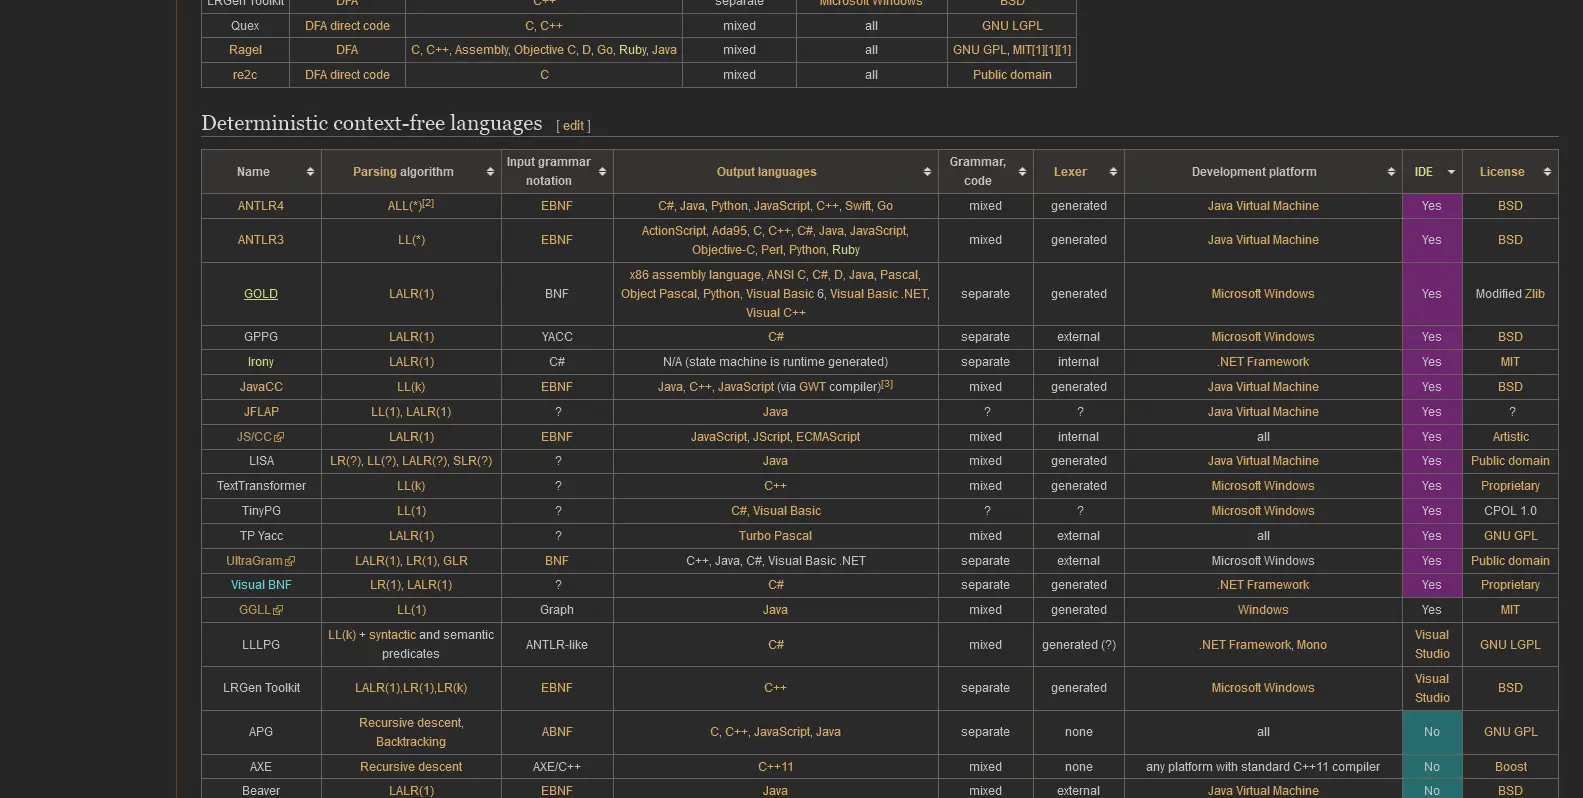 LRGen Toolkit DFA C++ separate Microsoft Windows BSD
Quex DFA direct code C, C++ mixed all GNU LGPL
Ragel DFA C, C++, Assembly, Objective C, D, Go, Ruby, Java mixed all GNU GPL, MIT[1][1][1]
re2c DFA direct code C mixed all Public domain
Deterministic context-free languages [ edit ]
Name Parsing algorithm Input grammar notation Output languages Grammar, code Lexer Development platform IDE License
ANTLR4 ALL(*)[2] EBNF C#, Java, Python, JavaScript, C++, Swift, Go mixed generated Java Virtual Machine Yes BSD
ANTLR3 LL(*) EBNF ActionScript, Ada95, C, C++, C#, Java, JavaScript, Objective-C, Perl, Python, Ruby mixed generated Java Virtual Machine Yes BSD
GOLD LALR(1) BNF x86 assembly language, ANSI C, C#, D, Java, Pascal, Object Pascal, Python, Visual Basic 6, Visual Basic .NET, Visual C++ separate generated Microsoft Windows Yes Modified Zlib
GPPG LALR(1) YACC C# separate external Microsoft Windows Yes BSD
Irony LALR(1) C# N/A (state machine is runtime generated) separate internal .NET Framework Yes MIT
JavaCC LL(k) EBNF Java, C++, JavaScript (via GWT compiler)[3] mixed generated Java Virtual Machine Yes BSD
JFLAP LL(1), LALR(1) ? Java ? ? Java Virtual Machine Yes ?
JS/CC LALR(1) EBNF JavaScript, JScript, ECMAScript mixed internal all Yes Artistic
LISA LR(?), LL(?), LALR(?), SLR(?) ? Java mixed generated Java Virtual Machine Yes Public domain
TextTransformer LL(k) ? C++ mixed generated Microsoft Windows Yes Proprietary
TinyPG LL(1) ? C#, Visual Basic ? ? Microsoft Windows Yes CPOL 1.0
TP Yacc LALR(1) ? Turbo Pascal mixed external all Yes GNU GPL
UltraGram LALR(1), LR(1), GLR BNF C++, Java, C#, Visual Basic .NET separate external Microsoft Windows Yes Public domain
Visual BNF LR(1), LALR(1) ? C# separate generated .NET Framework Yes Proprietary
GGLL LL(1) Graph Java mixed generated Windows Yes MIT
LLLPG LL(k) + syntactic and semantic predicates ANTLR-like C# mixed generated (?) .NET Framework, Mono Visual Studio GNU LGPL
LRGen Toolkit LALR(1),LR(1),LR(k) EBNF C++ separate generated Microsoft Windows Visual Studio BSD
APG Recursive descent, Backtracking ABNF C, C++, JavaScript, Java separate none all No GNU GPL
AXE Recursive descent AXE/C++ C++11 mixed none any platform with standard C++11 compiler No Boost
Beaver LALR(1) EBNF Java mixed external Java Virtual Machine No BSD